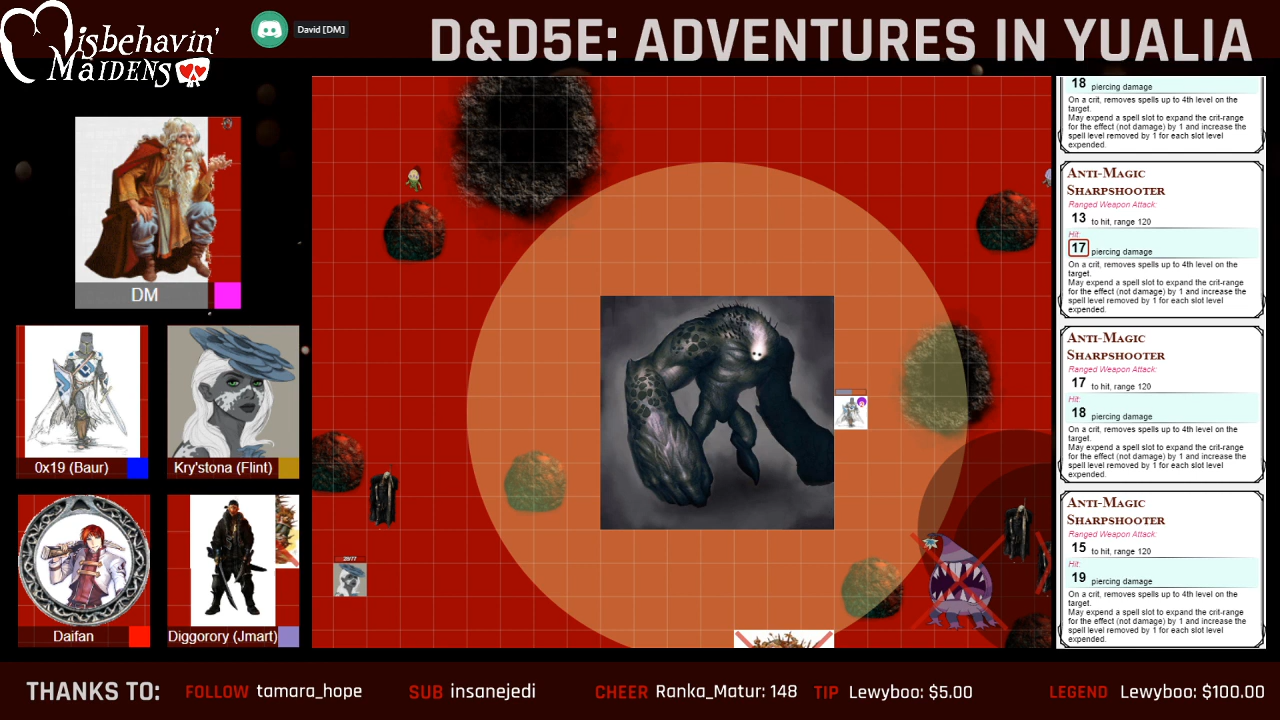 Misbehavin'
Maidens
David [DM]
D&D5E: ADVENTURES IN YUALIA
DM
0x19 (Baur)
Kry'stona (Flint)
Daifan
Diggorory (Jmart)
18 piercing damage
On a crit, removes spells up to 4th level on the
target.
May expend a spell slot to expand the crit-range
for the effect (not damage) by 1 and increase the
spell level removed by 1 for each slot level
expended.
Anti-Magic
Sharpshooter
Ranged Weapon Attack:
13 to hit, range 120
Hit:
17 piercing damage
On a crit, removes spells up to 4th level on the
target.
May expend a spell slot to expand the crit-range
for the effect (not damage) by 1 and increase the
spell level removed by 1 for each slot level
expended.
Anti-Magic
Sharpshooter
Ranged Weapon Attack:
17 to hit, range 120
Hit:
18 piercing damage
On a crit, removes spells up to 4th level on the
target.
May expend a spell slot to expand the crit-range
for the effect (not damage) by 1 and increase the
spell level removed by 1 for each slot level
expended.
Anti-Magic
Sharpshooter
Ranged Weapon Attack:
15 to hit, range 120
Hit:
19 piercing damage
On a crit, removes spells up to 4th level on the
target.
May expend a spell slot to expand the crit-range
for the effect (not damage) by 1 and increase the
spell level removed by 1 for each slot level
expended.
THANKS TO: FOLLOW tamara_hope SUB insanejedi CHEER Ranka_Matur: 148 TIP Lewyboo: $5.00 LEGEND Lewyboo: $100.00